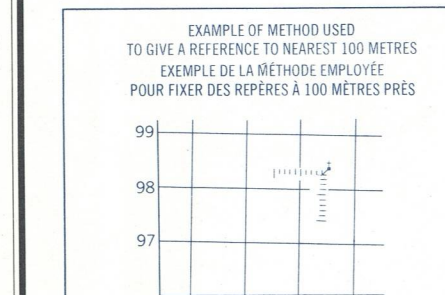 EXAMPLE OF METHOD USED
TO GIVE A REFERENCE TO NEAREST 100 METRES
EXEMPLE DE LA MÉTHODE EMPLOYÉE
POUR FIXER DES REPÈRES À 100 MÈTRES PRÈS
99
98
97